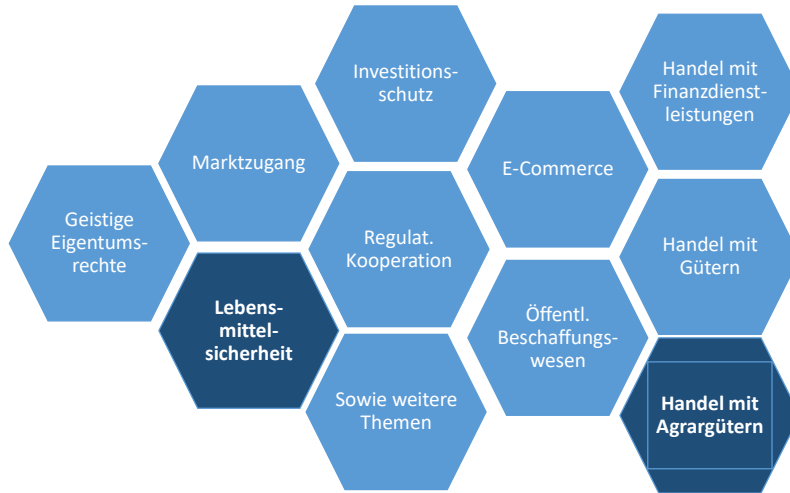 Investitions-
schutz
Handel mit
Finanzdienst-
leistungen
Marktzugang
E-Commerce
Geistige
Eigentums-
rechte
Regulat.
Kooperation
Handel mit
Gütern
Lebens-
mittel-
sicherheit
Öffentl.
Beschaffungs-
wesen
Sowie weitere
Themen
Handel mit
Agrargütern